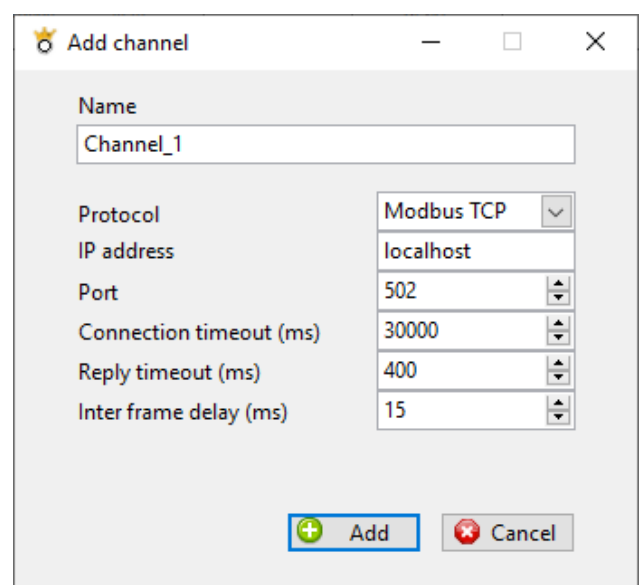 Add channel
Name
Channel_1
Protocol Modbus TCP
IP address localhost
Port 502
Connection timeout (ms) 30000
Reply timeout (ms) 400
Inter frame delay (ms) 15
Add Cancel